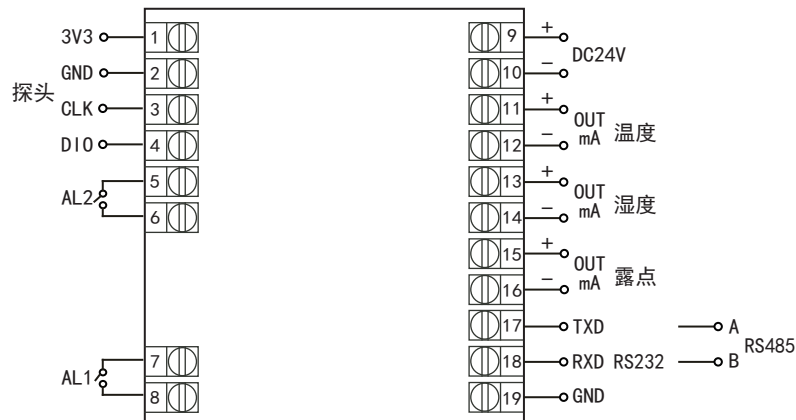 3V3 1
GND 2
探头
CLK 3
DIO 4
5
AL2
6
7
AL1
8
9 + DC24V
10 -
11 + OUT
mA 温度
12 -
13 + OUT
mA 湿度
14 -
15 + OUT
mA 露点
16 -
17 TXD A
RS485
18 RXD RS232 B
19 GND